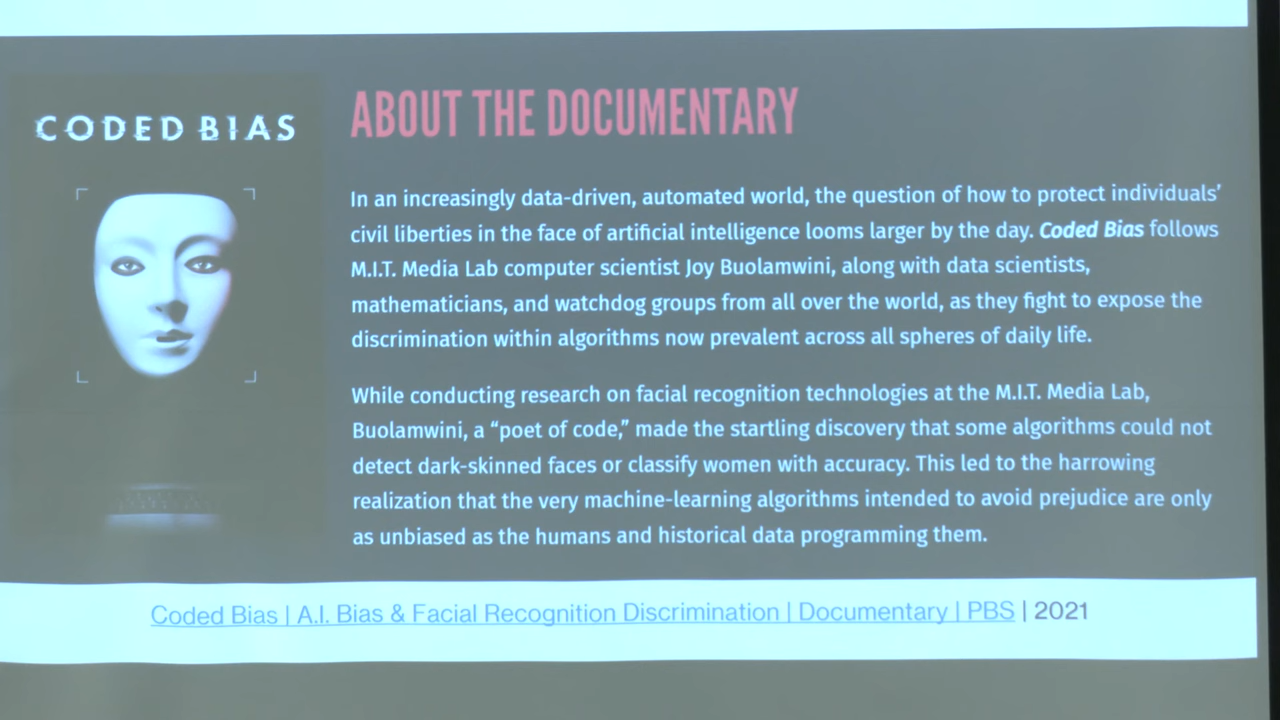 CODED BIAS
ABOUT THE DOCUMENTARY
In an increasingly data-driven, automated world, the question of how to protect individuals’
civil liberties in the face of artificial intelligence looms larger by the day. Coded Bias follows
M.I.T. Media Lab computer scientist Joy Buolamwini, along with data scientists,
mathematicians, and watchdog groups from all over the world, as they fight to expose the
discrimination within algorithms now prevalent across all spheres of daily life.
While conducting research on facial recognition technologies at the M.I.T. Media Lab,
Buolamwini, a “poet of code,” made the startling discovery that some algorithms could not
detect dark-skinned faces or classify women with accuracy. This led to the harrowing
realization that the very machine-learning algorithms intended to avoid prejudice are only
as unbiased as the humans and historical data programming them.
Coded Bias | A.I. Bias & Facial Recognition Discrimination | Documentary | PBS | 2021